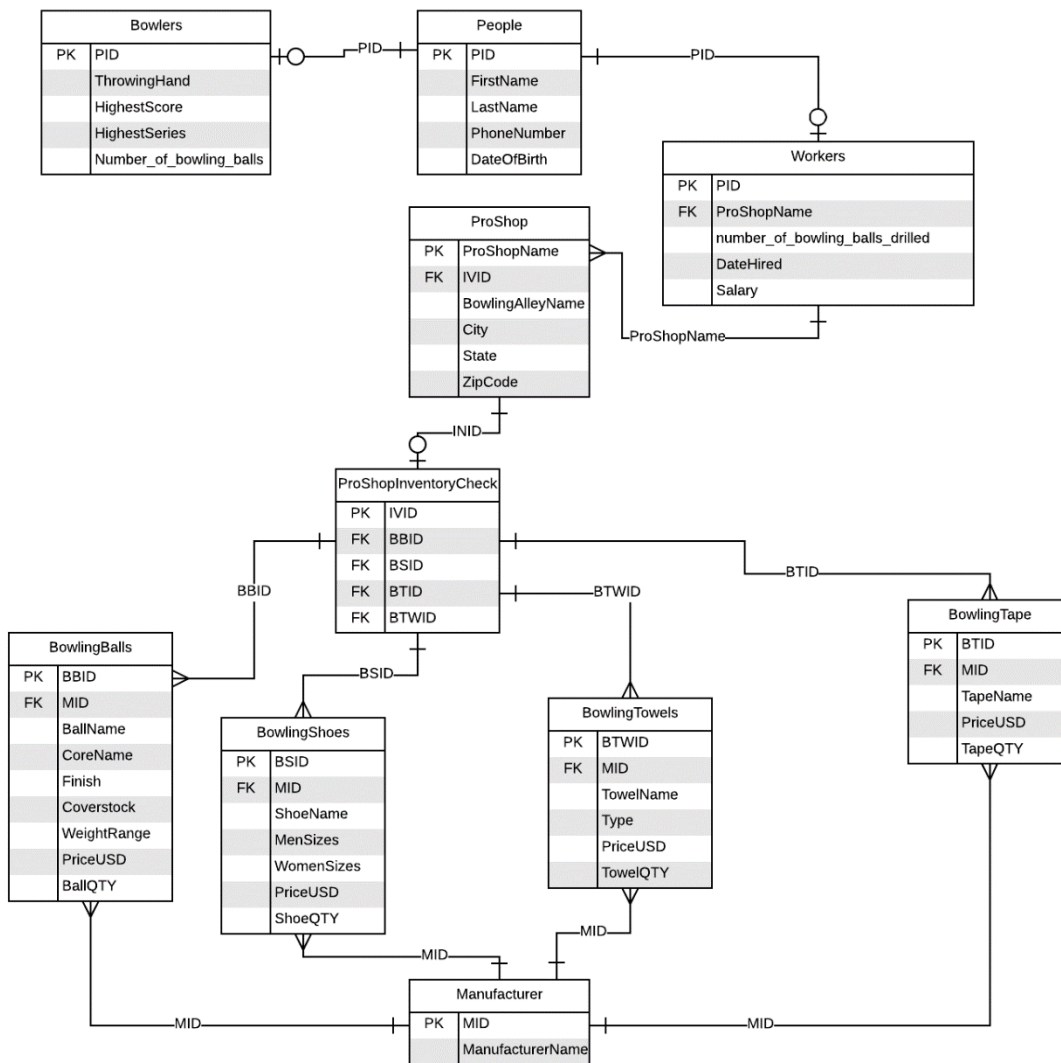 Bowlers
PK PID
ThrowingHand
HighestScore
HighestSeries
Number_of_bowling_balls
PID
People
PK PID
FirstName
LastName
PhoneNumber
DateOfBirth
PID
Workers
PK PID
FK ProShopName
number_of_bowling_balls_drilled
DateHired
Salary
ProShop
PK ProShopName
FK IVID
BowlingAlleyName
City
State
ZipCode
ProShopName
INID
ProShopInventoryCheck
PK IVID
FK BBID
FK BSID
FK BTID
FK BTWID
BBID
BSID
BTWID
BTID
BowlingBalls
PK BBID
FK MID
BallName
CoreName
Finish
Coverstock
WeightRange
PriceUSD
BallQTY
BowlingShoes
PK BSID
FK MID
ShoeName
MenSizes
WomenSizes
PriceUSD
ShoeQTY
BowlingTowels
PK BTWID
FK MID
TowelName
Type
PriceUSD
TowelQTY
BowlingTape
PK BTID
FK MID
TapeName
PriceUSD
TapeQTY
MID
MID
MID
MID
Manufacturer
PK MID
ManufacturerName